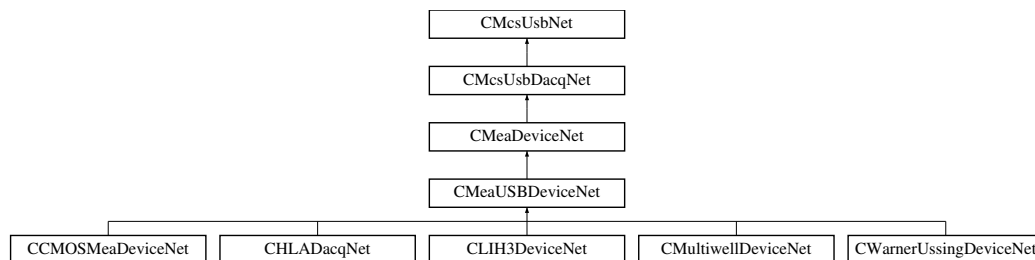 CMcsUsbNet
CMcsUsbDacqNet
CMeaDeviceNet
CMeaUSBDeviceNet
CCMOSMeaDeviceNet CHLADacqNet CLIH3DeviceNet CMultiwellDeviceNet CWarnerUssingDeviceNet